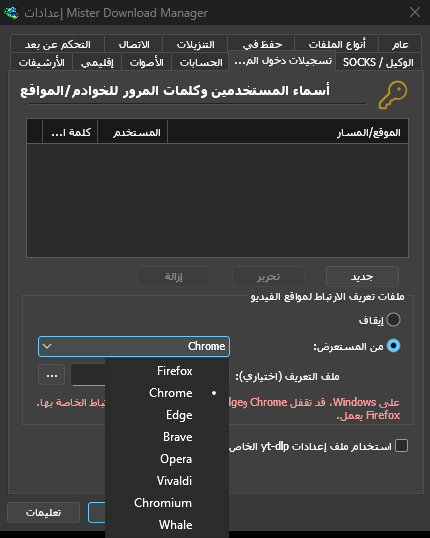 إعدادات Mister Download Manager
عام
أنواع الملفات
حفظ في
التنزيلات
الاتصال
التحكم عن بعد
الوكيل / SOCKS
تسجيلات دخول الم...
الحسابات
الأصوات
إقليمي
الأرشيفات
أسماء المستخدمين وكلمات المرور للخوادم/المواقع
الموقع/المسار
المستخدم
كلمة ا...
جديد
تحرير
إزالة
ملفات تعريف الارتباط لمواقع الفيديو
إيقاف
من المستعرض:
Chrome
ملف التعريف (اختياري):
...
Firefox
Chrome
Edge
Brave
Opera
Vivaldi
Chromium
Whale
على Windows، قد تقفل Chrome وEdge
ارتباط الخاصة بها.
Firefox يعمل.
استخدام ملف إعدادات yt-dlp الخاص
تعليمات